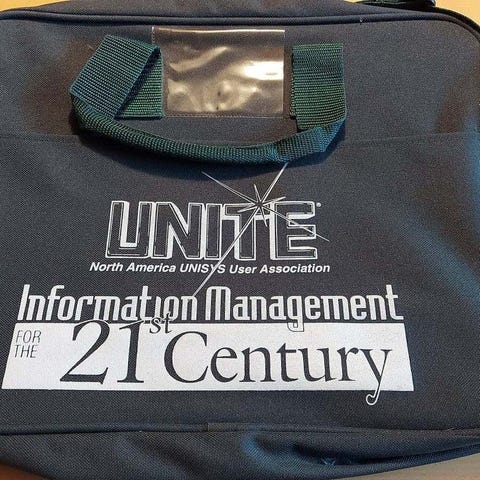 UNITE®
North America UNISYS User Association
Information Management
FOR THE
21st Century